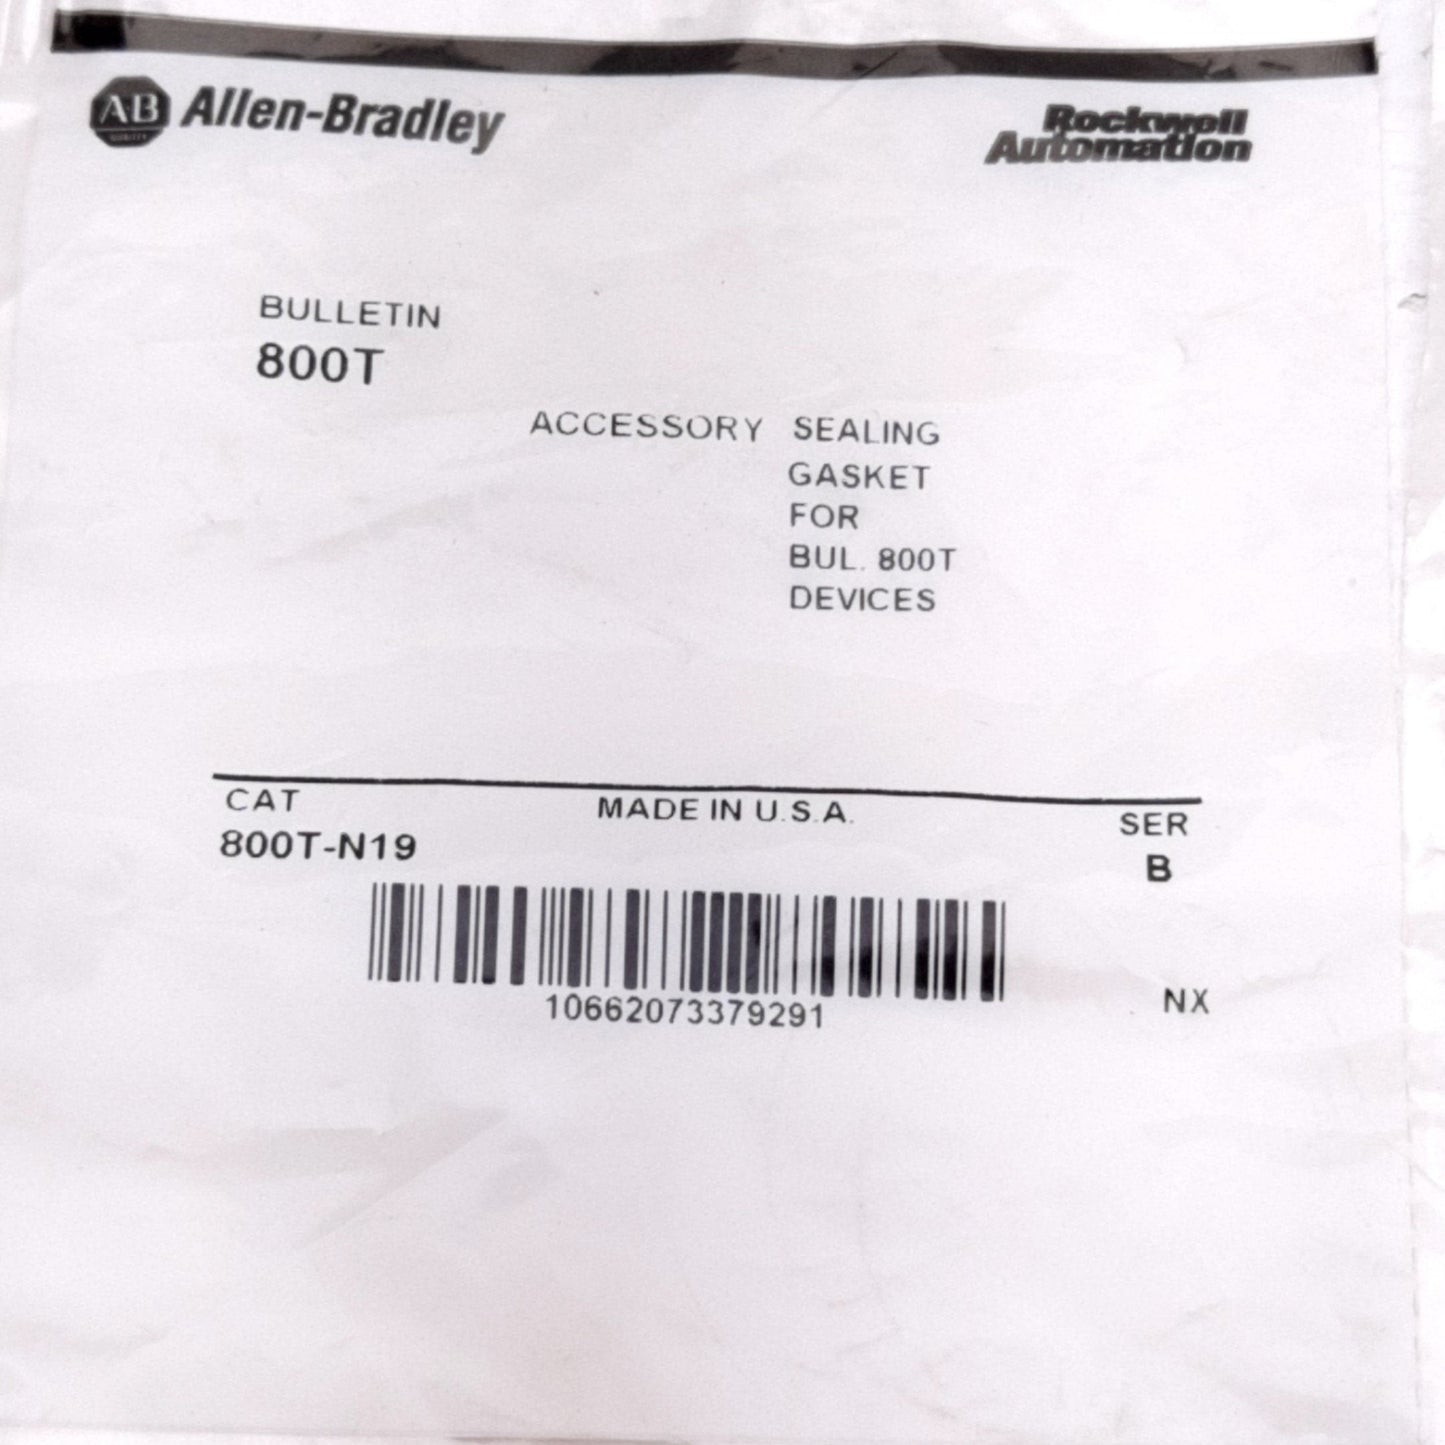 AB
QUALITY
Allen-Bradley
Rockwell
Automation
BULLETIN
800T
ACCESSORY SEALING
GASKET
FOR
BUL. 800T
DEVICES
CAT
MADE IN U.S.A.
SER
800T-N19
B
10662073379291
NX